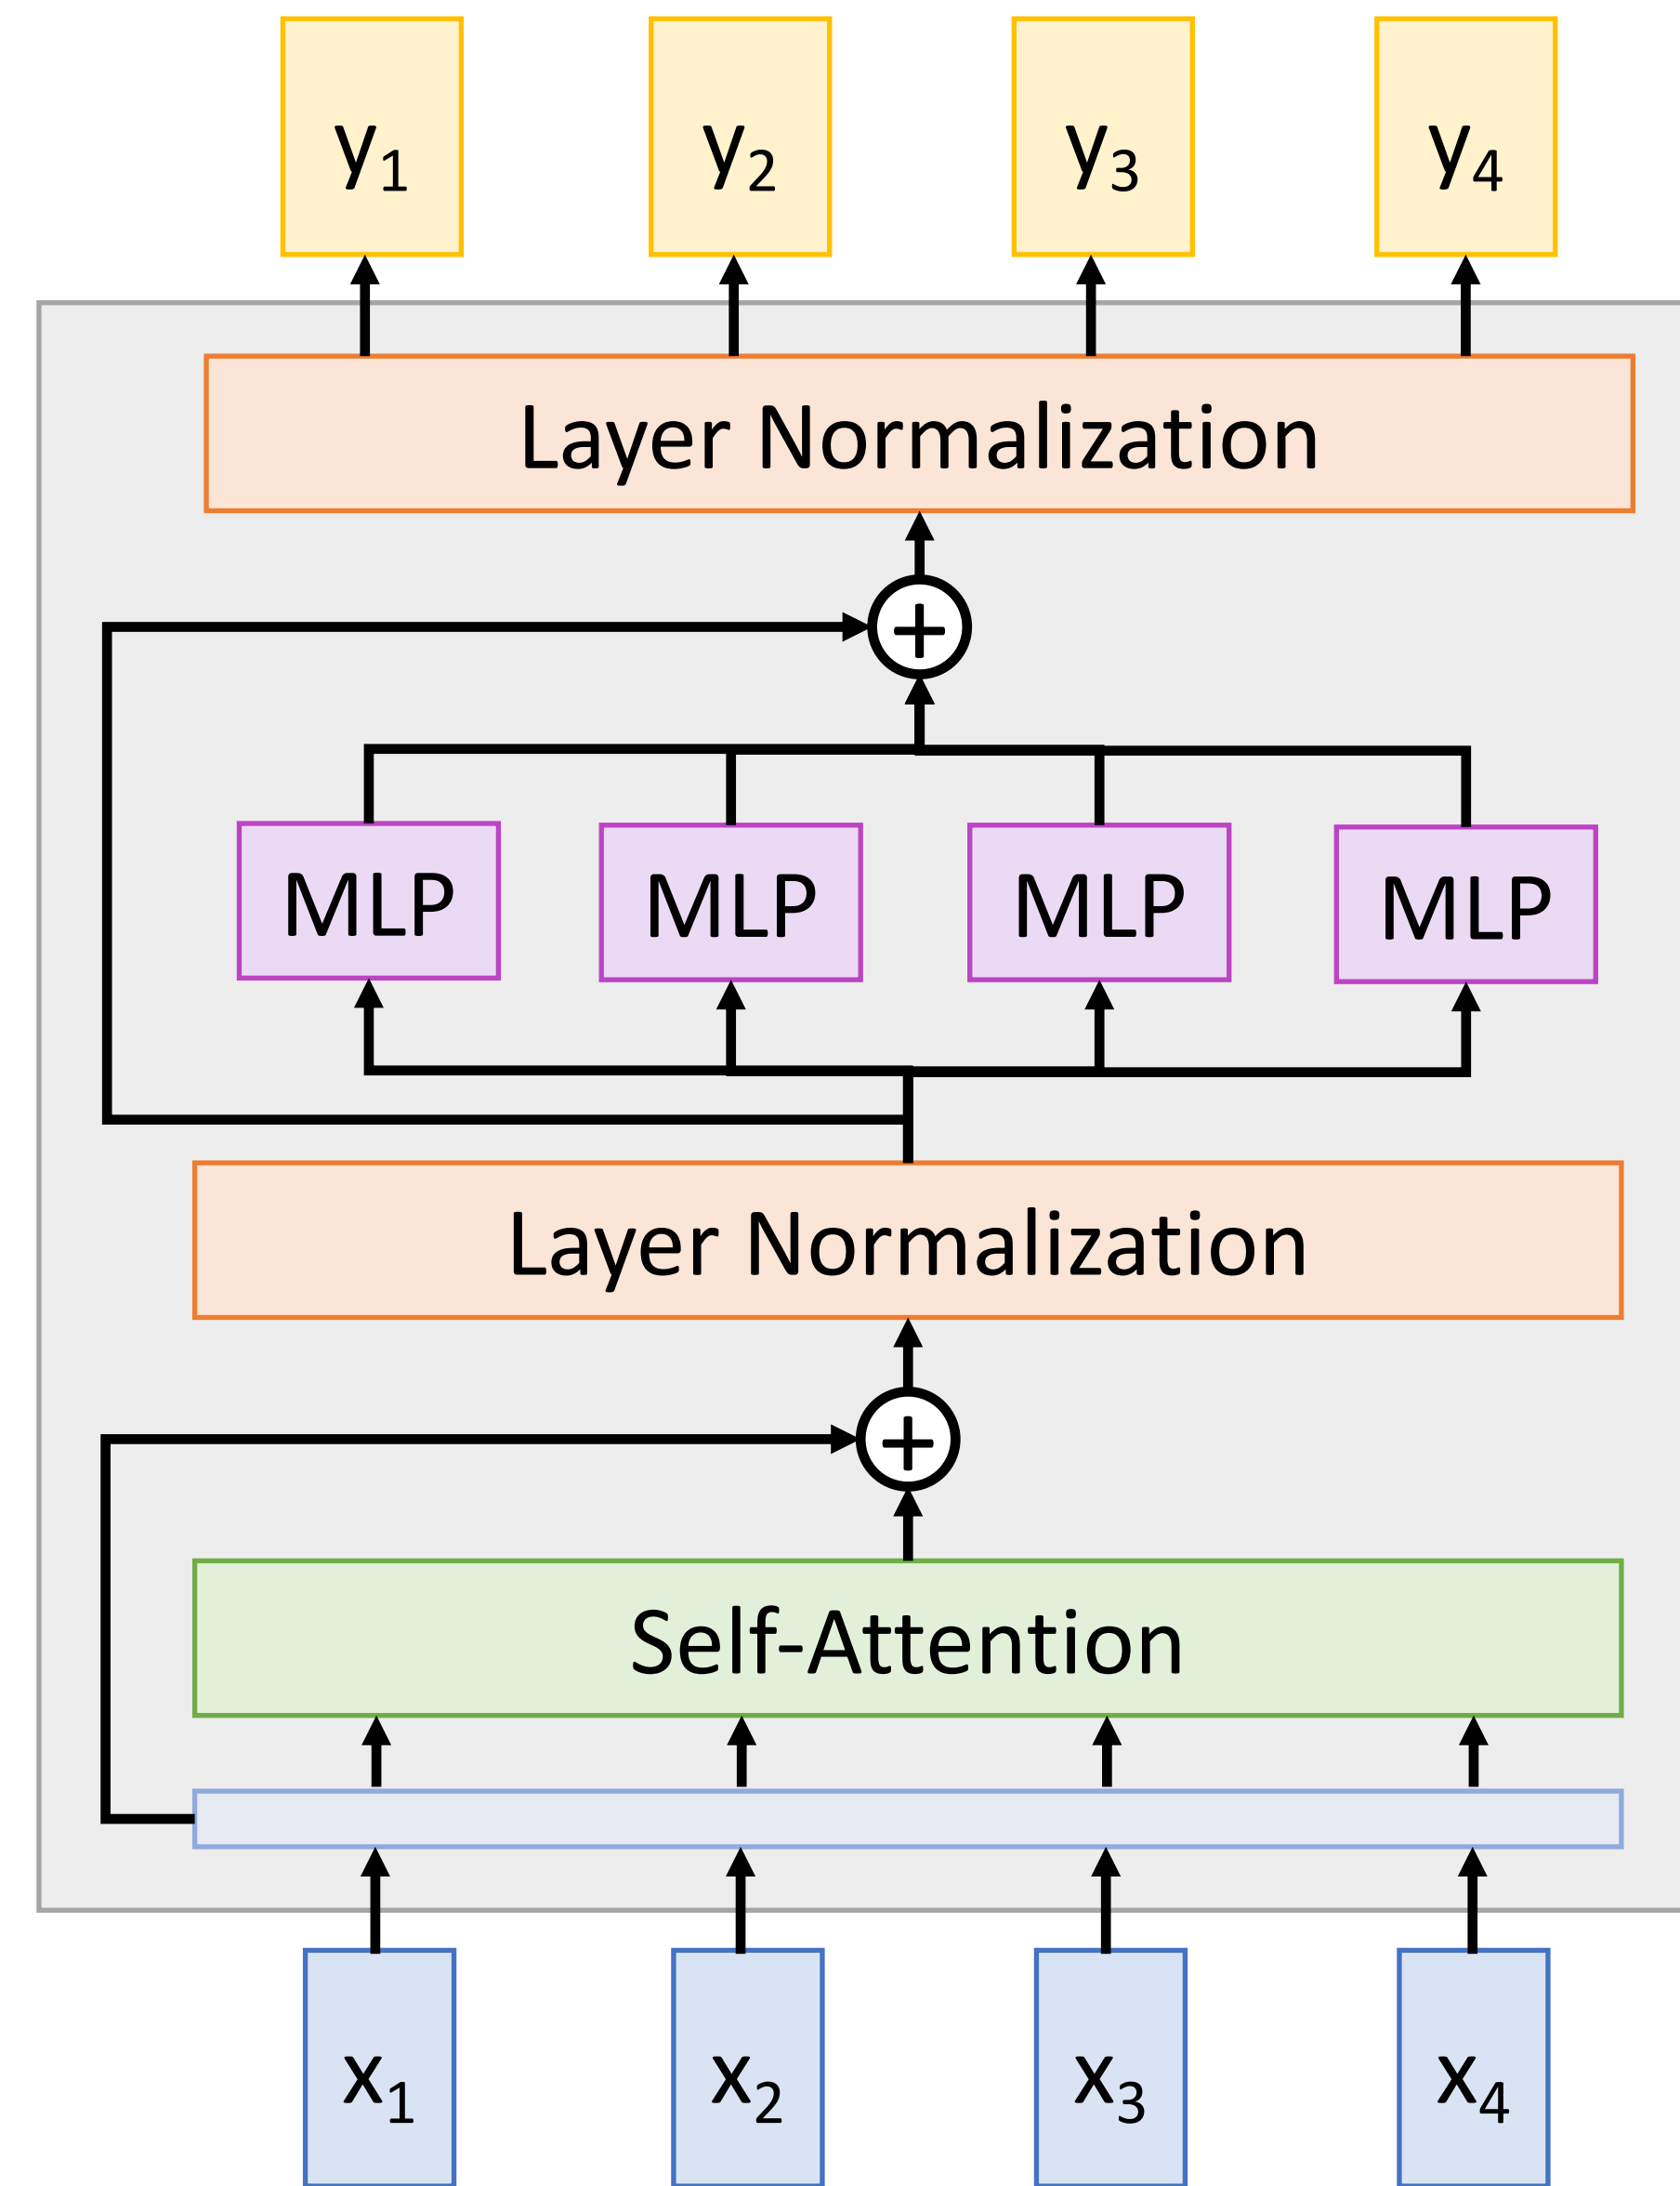 y1 y2 y3 y4
Layer Normalization
+
MLP MLP MLP MLP
Layer Normalization
+
Self-Attention
x1 x2 x3 x4